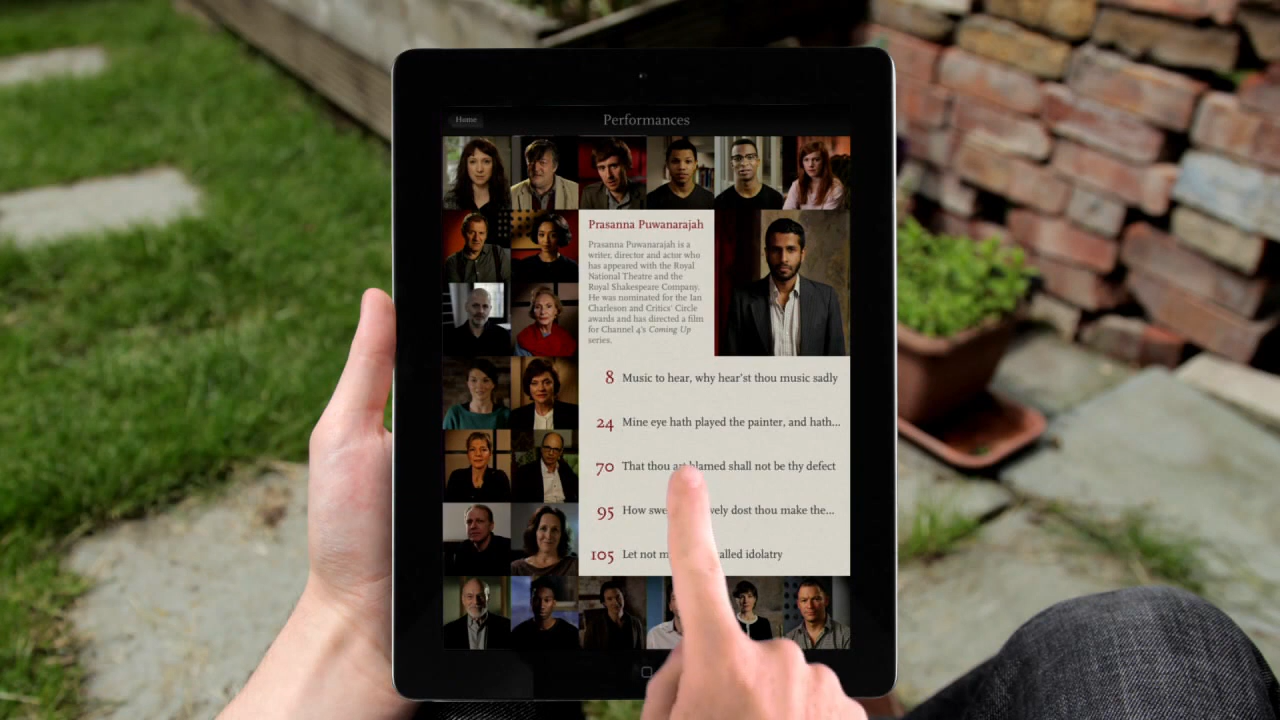 Home
Performances
Prasanna Puwanarajah
Prasanna Puwanarajah is a
writer, director and actor who
has appeared with the Royal
National Theatre and the
Royal Shakespeare Company.
He was nominated for the Ian
Charleson and Critics' Circle
awards and has directed a film
for Channel 4's Coming Up
series.
8 Music to hear, why hear'st thou music sadly
24 Mine eye hath played the painter, and hath...
70 That thou art blamed shall not be thy defect
95 How dost thou make the...
105 Let not idolatry